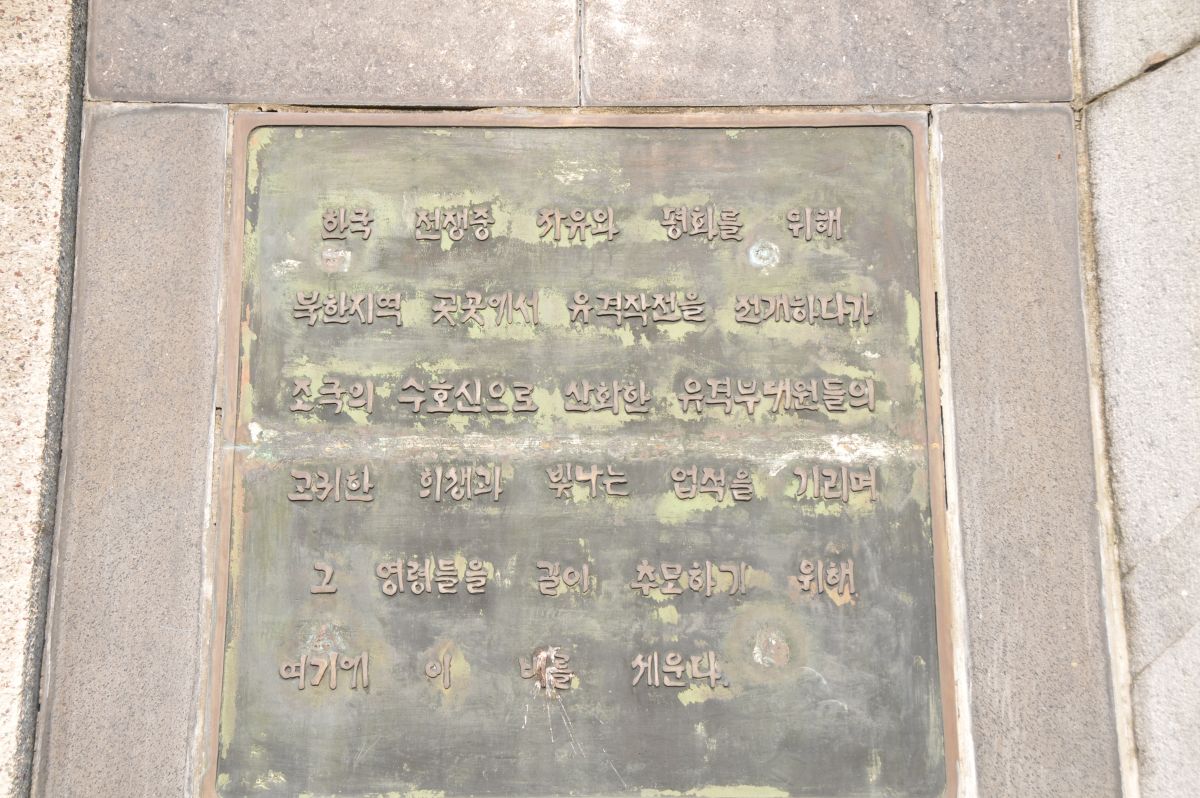 한국 전쟁중 자유와 평화를 위해
북한지역 곳곳에서 유격작전을 전개하다가
조국의 수호신으로 산화한 유격부대원들의
고귀한 희생과 빛나는 업적을 기리며
그 영령들을 길이 추모하기 위해
여기에 이 비를 세운다.